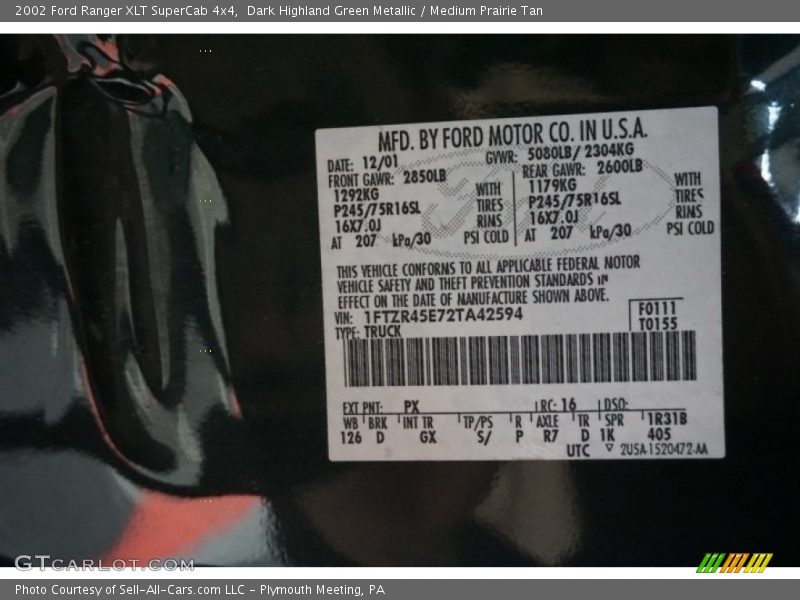 2002 Ford Ranger XLT SuperCab 4x4,  Dark Highland Green Metallic / Medium Prairie Tan
MFD. BY FORD MOTOR CO. IN U.S.A.
DATE: 12/01 GVWR: 5080LB/ 2304KG
FRONT GAWR: 2850LB REAR GAWR: 2600LB
1292KG WITH 1179KG WITH
P245/75R16SL TIRES P245/75R16SL TIRES
16X7.0J RINS 16X7.0J RINS
AT 207 kPa/30 PSI COLD AT 207 kPa/30 PSI COLD
THIS VEHICLE CONFORMS TO ALL APPLICABLE FEDERAL MOTOR
VEHICLE SAFETY AND THEFT PREVENTION STANDARDS IN
EFFECT ON THE DATE OF MANUFACTURE SHOWN ABOVE.
VIN: 1FTZR45E72TA42594 F0111
TYPE: TRUCK T0155
EXT PNT: PX RC: 16 DSO:
WB BRK INT TR TP/PS R AXLE TR SPR 1R31B
126 D GX S/ P R7 D 1K 405
UTC ▽ 2U5A-1520472-AA
GTCARLOT.COM
Photo Courtesy of Sell-All-Cars.com LLC - Plymouth Meeting, PA